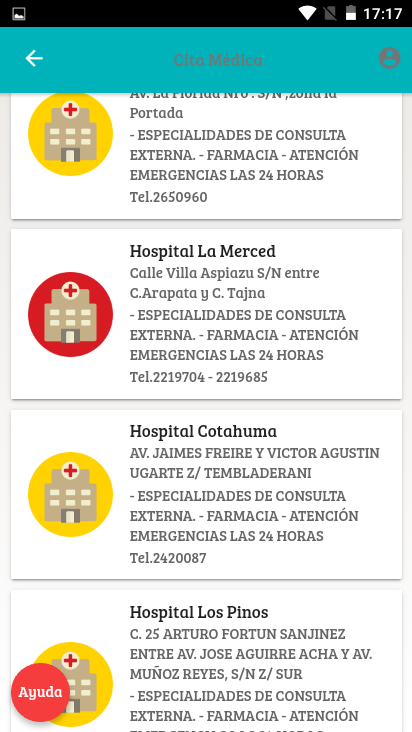 17:17
Cita Médica
AV. La Florida Nro : S/N ,zona la
Portada
- ESPECIALIDADES DE CONSULTA
EXTERNA. - FARMACIA - ATENCIÓN
EMERGENCIAS LAS 24 HORAS
Tel.2650960
Hospital La Merced
Calle Villa Aspiazu S/N entre
C.Arapata y C. Tajna
- ESPECIALIDADES DE CONSULTA
EXTERNA. - FARMACIA - ATENCIÓN
EMERGENCIAS LAS 24 HORAS
Tel.2219704 - 2219685
Hospital Cotahuma
AV. JAIMES FREIRE Y VICTOR AGUSTIN
UGARTE Z/ TEMBLADERANI
- ESPECIALIDADES DE CONSULTA
EXTERNA. - FARMACIA - ATENCIÓN
EMERGENCIAS LAS 24 HORAS
Tel.2420087
Hospital Los Pinos
C. 25 ARTURO FORTUN SANJINEZ
ENTRE AV. JOSE AGUIRRE ACHA Y AV.
MUÑOZ REYES, S/N Z/ SUR
- ESPECIALIDADES DE CONSULTA
EXTERNA. - FARMACIA - ATENCIÓN
Ayuda